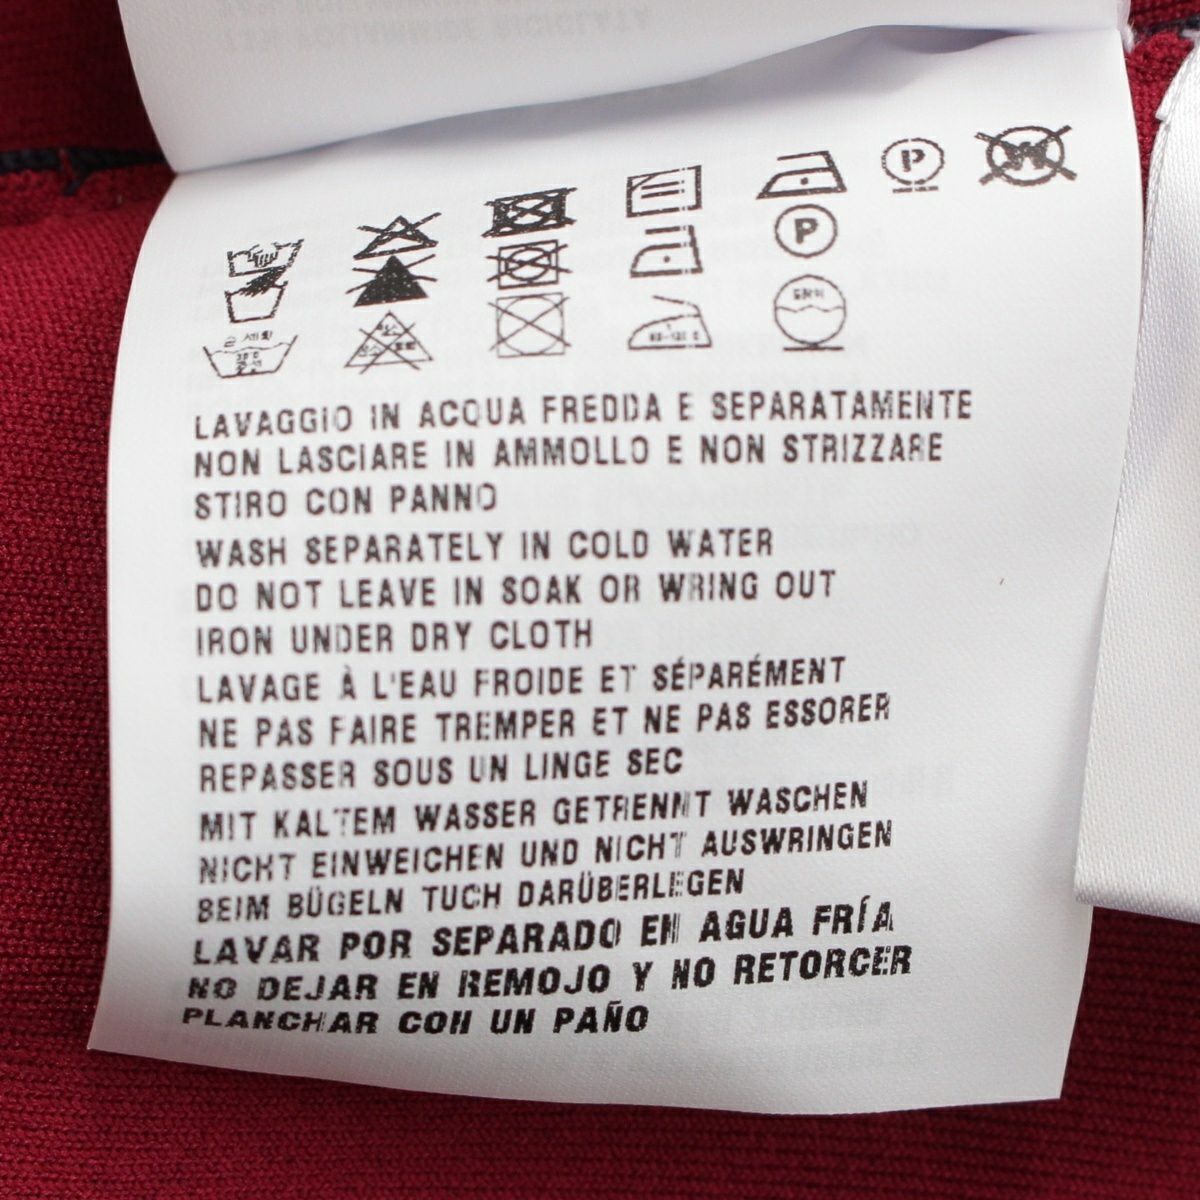 P
W
P
LAVAGGIO IN ACQUA FREDDA E SEPARATAMENTE
NON LASCIARE IN AMMOLLO E NON STRIZZARE
STIRO CON PANNO
WASH SEPARATELY IN COLD WATER
DO NOT LEAVE IN SOAK OR WRING OUT
IRON UNDER DRY CLOTH
LAVAGE À L'EAU FROIDE ET SÉPARÉMENT
NE PAS FAIRE TREMPER ET NE PAS ESSORER
REPASSER SOUS UN LINGE SEC
MIT KALTEM WASSER GETRENNT WASCHEN
NICHT EINWEICHEN UND NICHT AUSWRINGEN
BEIM BÜGELN TUCH DARÜBERLEGEN
LAVAR POR SEPARADO EN AGUA FRÍA
NO DEJAR EN REMOJO Y NO RETORCER
PLANCHAR CON UN PAÑO